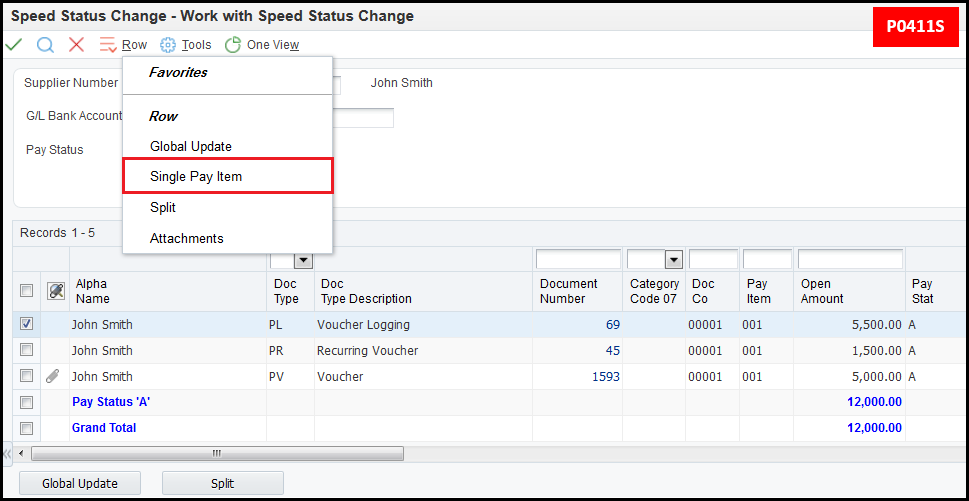 Speed Status Change - Work with Speed Status Change
P0411S
Row Tools One View
Favorites
Supplier Number John Smith
Row
G/L Bank Account
Global Update
Pay Status
Single Pay Item
Split
Attachments
Records 1 - 5
Alpha Name Doc Type Doc Type Description Document Number Category Code 07 Doc Co Pay Item Open Amount Pay Stat
John Smith PL Voucher Logging 69 00001 001 5,500.00 A
John Smith PR Recurring Voucher 45 00001 001 1,500.00 A
John Smith PV Voucher 1593 00001 001 5,000.00 A
Pay Status 'A' 12,000.00
Grand Total 12,000.00
Global Update Split